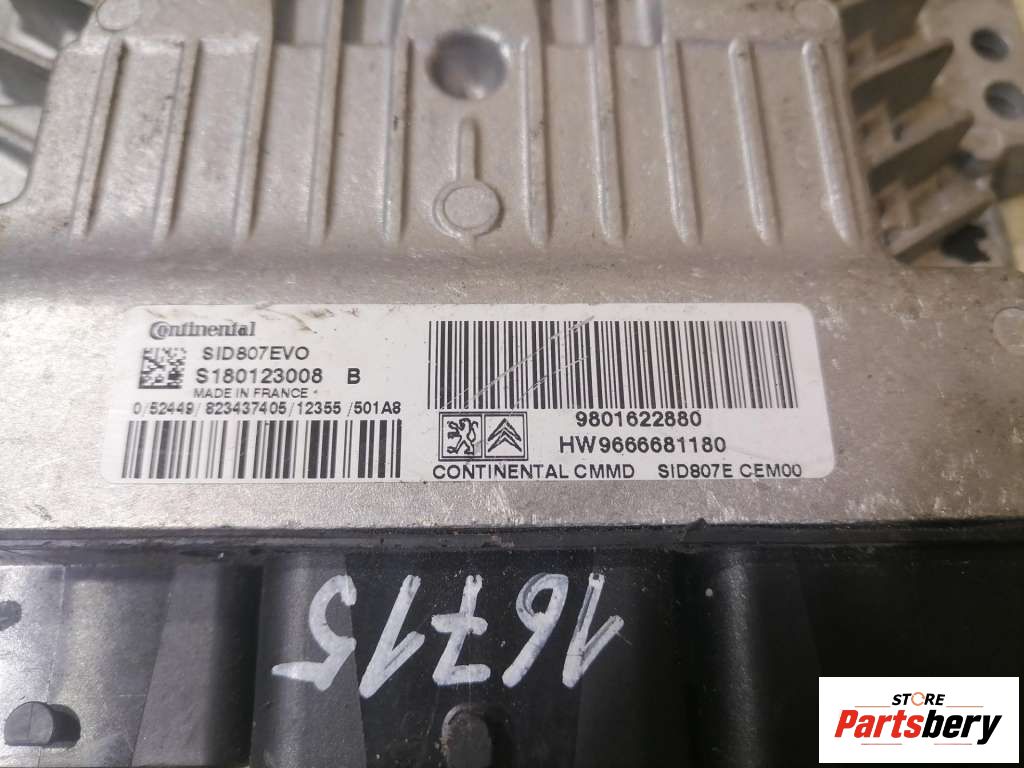 Continental
SID807EVO
S180123008 B
MADE IN FRANCE
0/52449/823437405/12355/501A8
9801622880
HW9666681180
CONTINENTAL CMMD SID807E CEM00
16715
STORE
Partsbery